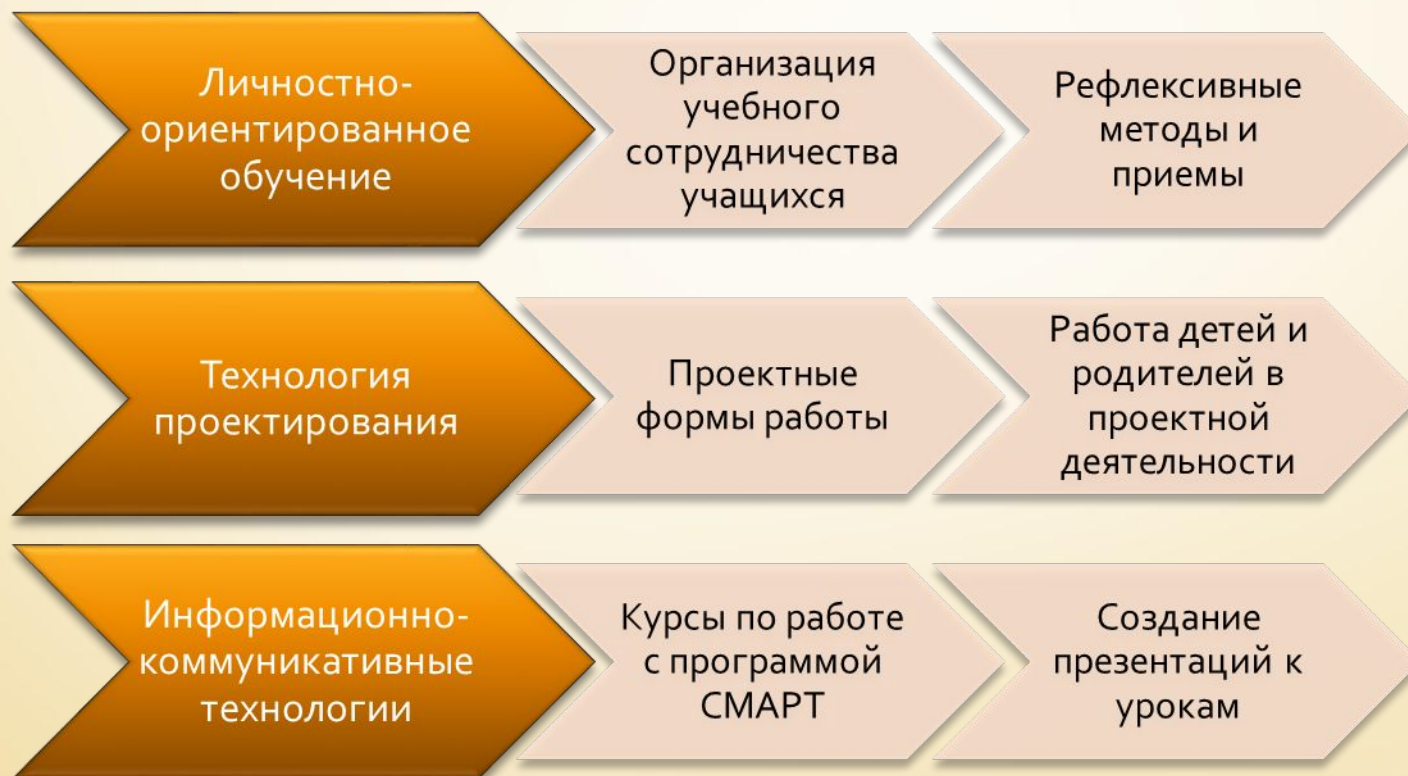 Личностно-
ориентированное
обучение
Организация
учебного
сотрудничества
учащихся
Рефлексивные
методы и
приемы
Технология
проектирования
Проектные
формы работы
Работа детей и
родителей в
проектной
деятельности
Информационно-
коммуникативные
технологии
Курсы по работе
с программой
СМАРТ
Создание
презентаций к
урокам